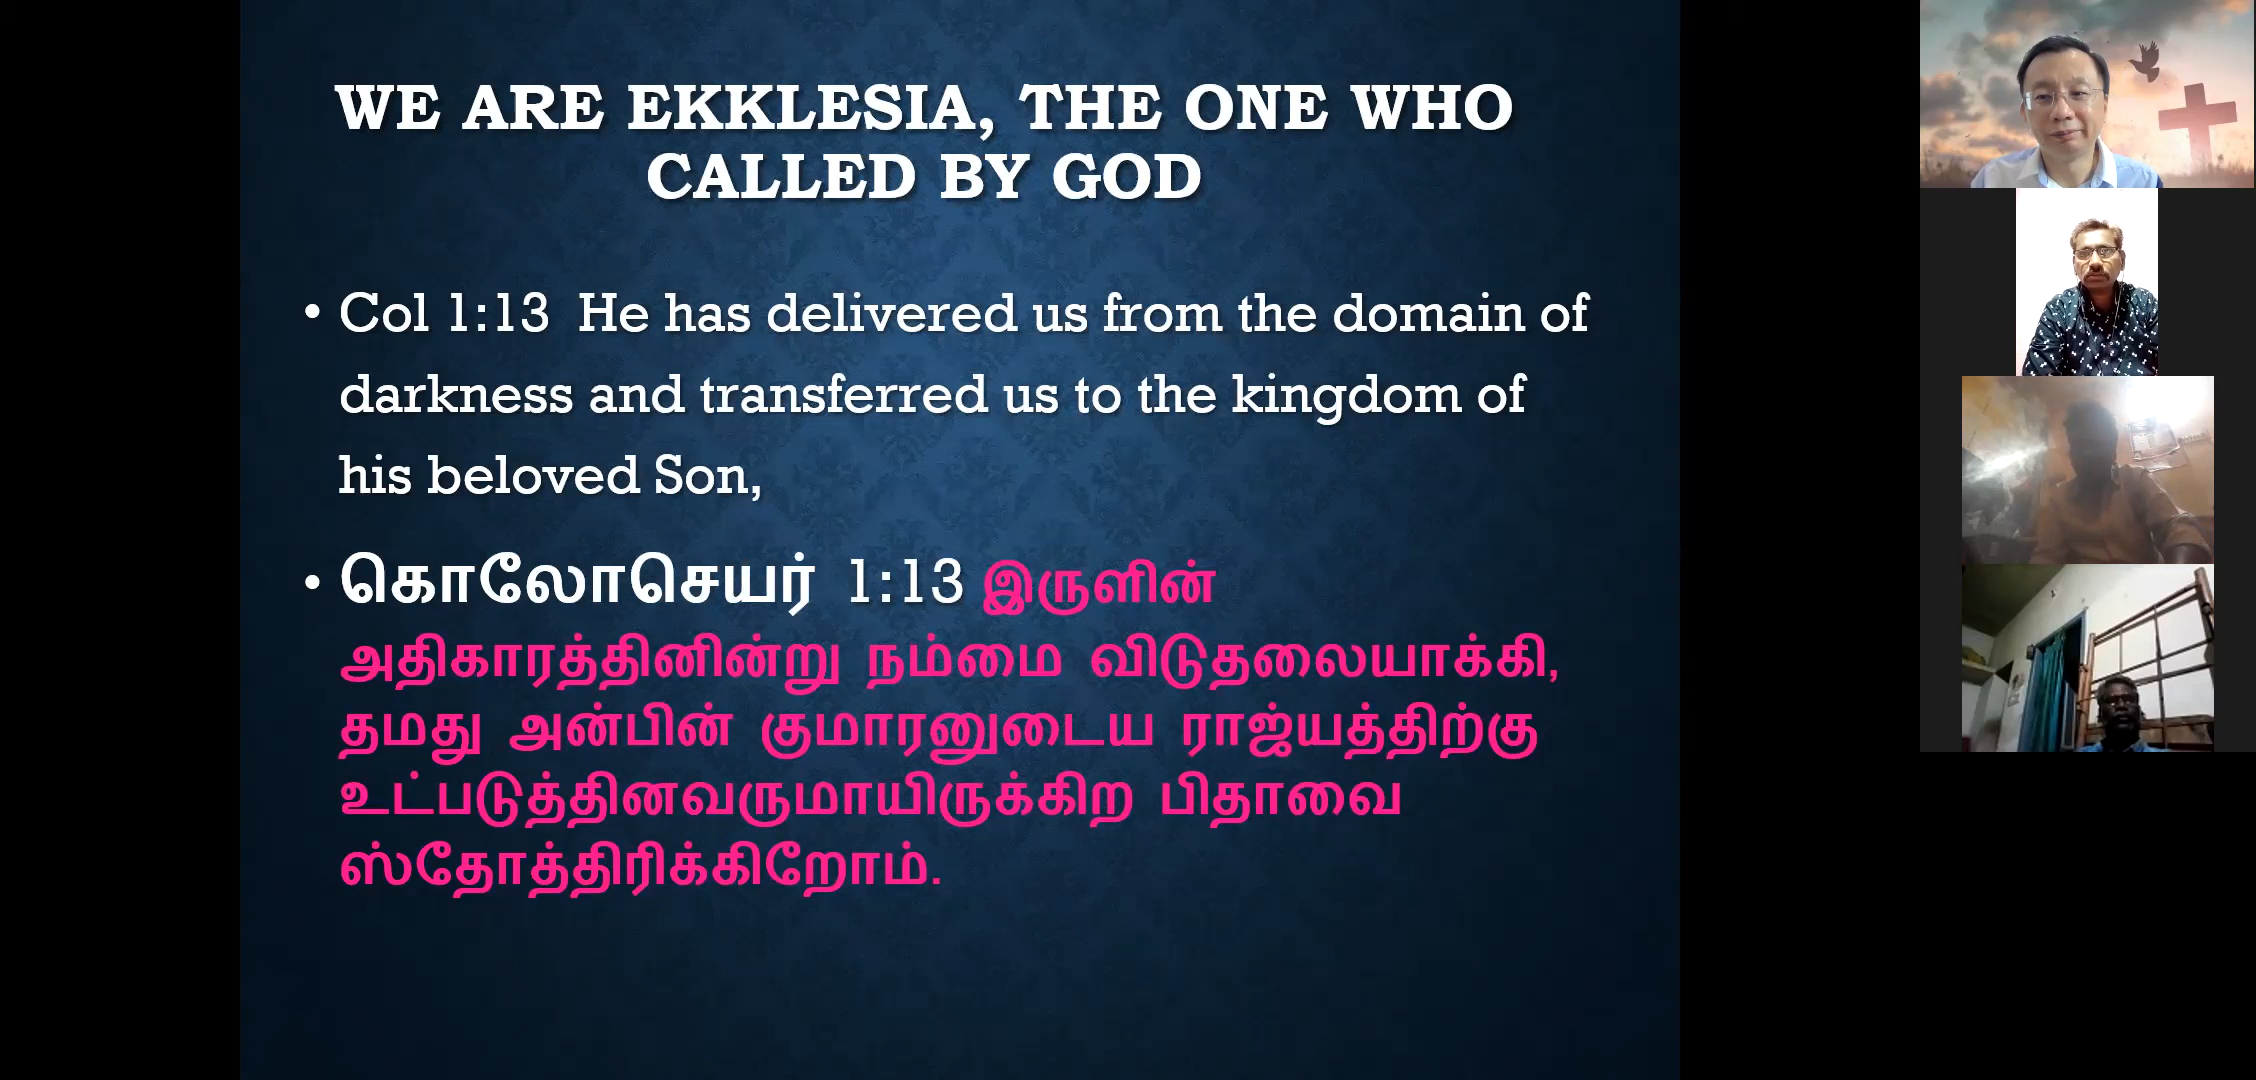 WE ARE EKKLESIA, THE ONE WHO
CALLED BY GOD
• Col 1:13  He has delivered us from the domain of
darkness and transferred us to the kingdom of
his beloved Son,
• கொலோசெயர் 1:13 இருளின்
அதிகாரத்தினின்று நம்மை விடுதலையாக்கி,
தமது அன்பின் குமாரனுடைய ராஜ்யத்திற்கு
உட்படுத்தினவருமாயிருக்கிற பிதாவை
ஸ்தோத்திரிக்கிறோம்.